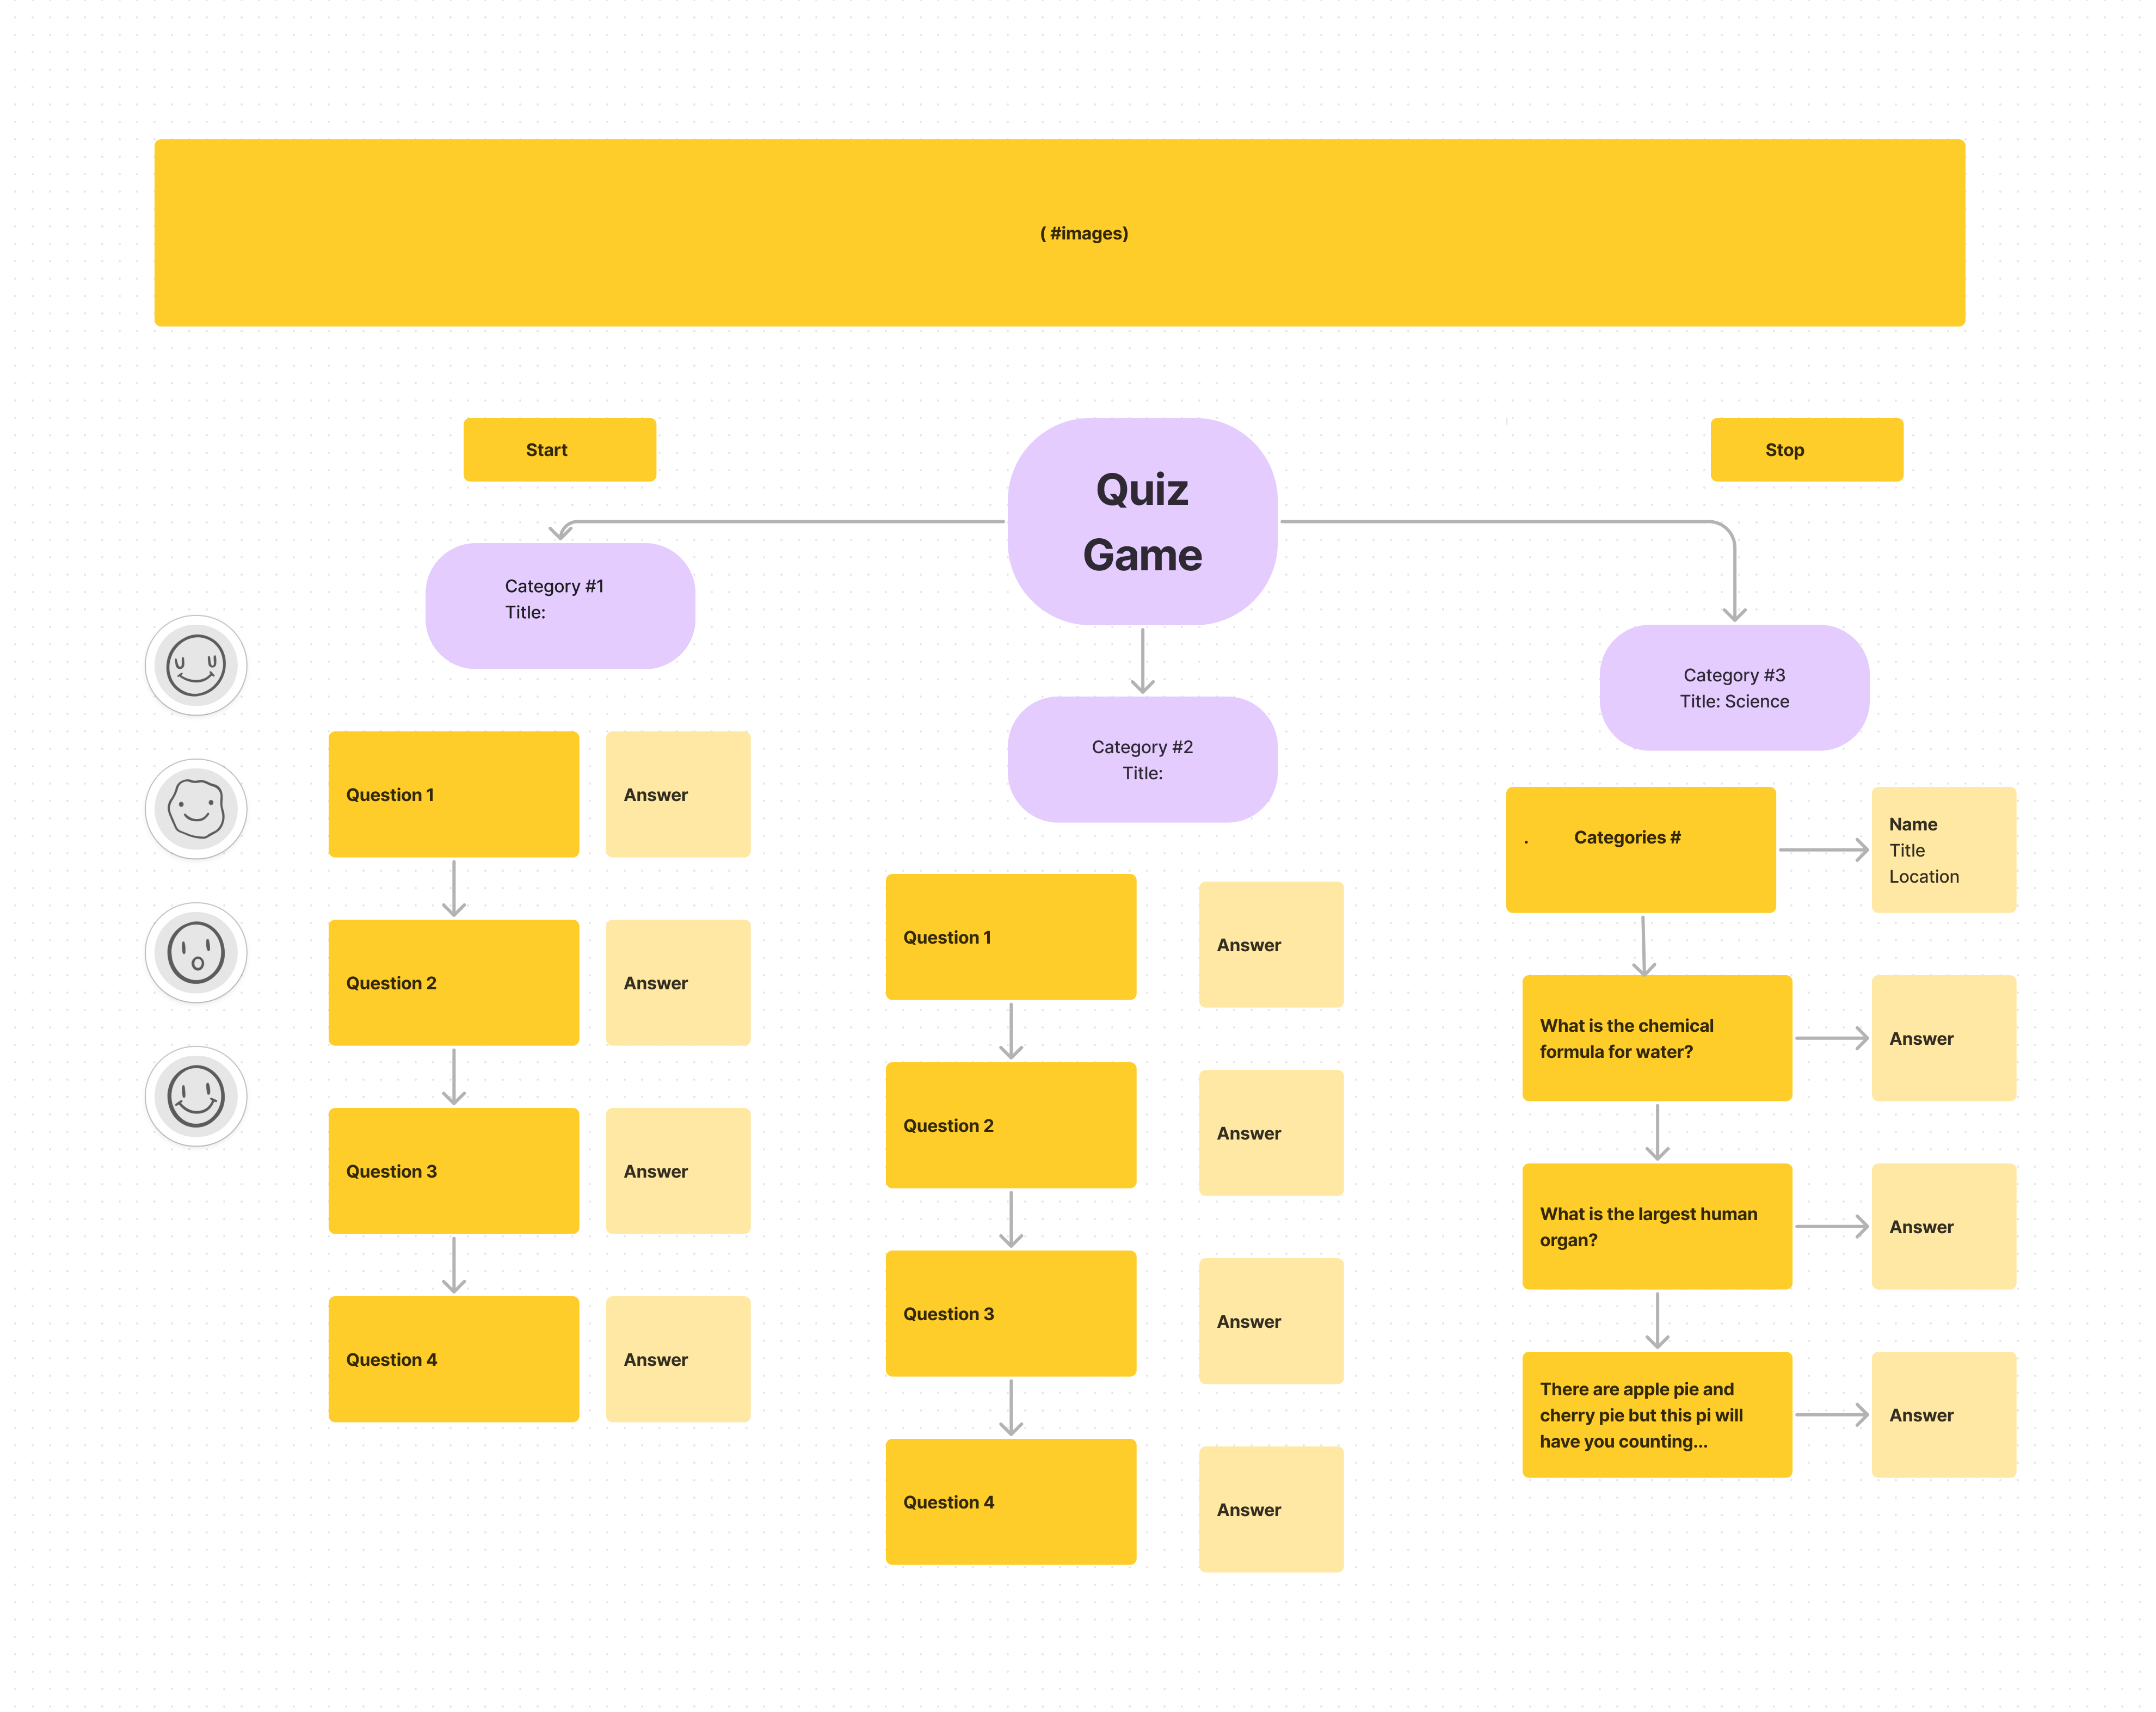 ( #images)
Start
Quiz
Game
Stop
Category #1
Title:
Question 1
Answer
Question 2
Answer
Question 3
Answer
Question 4
Answer
Category #2
Title:
Question 1
Answer
Question 2
Answer
Question 3
Answer
Question 4
Answer
Category #3
Title: Science
. Categories #
Name
Title
Location
What is the chemical
formula for water?
Answer
What is the largest human
organ?
Answer
There are apple pie and
cherry pie but this pi will
have you counting...
Answer